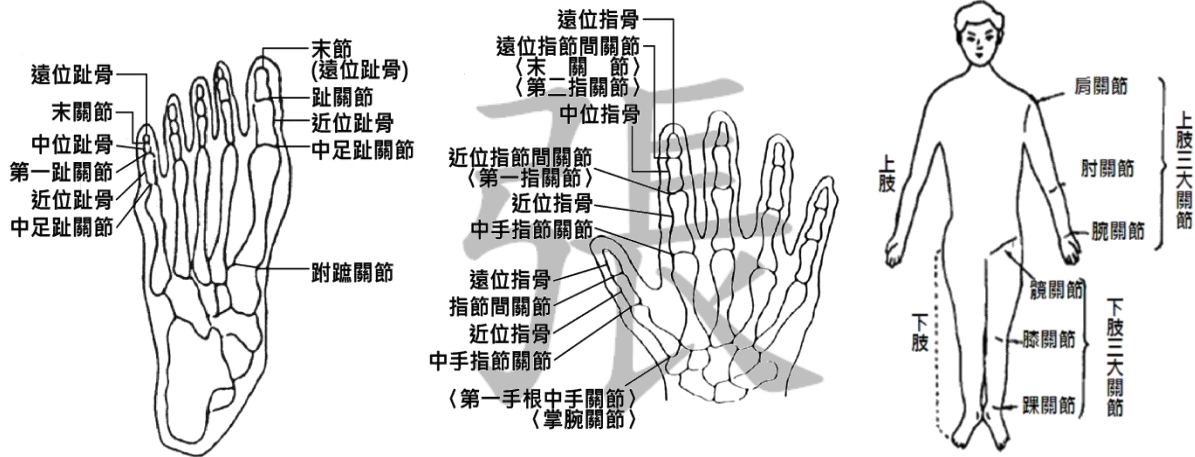 遠位趾骨
末關節
中位趾骨
第一趾關節
近位趾骨
中足趾關節
末節
(遠位趾骨)
趾關節
近位趾骨
中足趾關節
跗蹠關節
遠位指骨
遠位指節間關節
〈末關節〉
〈第二指關節〉
中位指骨
近位指節間關節
〈第一指關節〉
近位指骨
中手指節關節
遠位指骨
指節間關節
近位指骨
中手指節關節
〈第一手根中手關節〉
〈掌腕關節〉
張
上肢
下肢
肩關節
肘關節
腕關節
上肢三大關節
髖關節
膝關節
踝關節
下肢三大關節